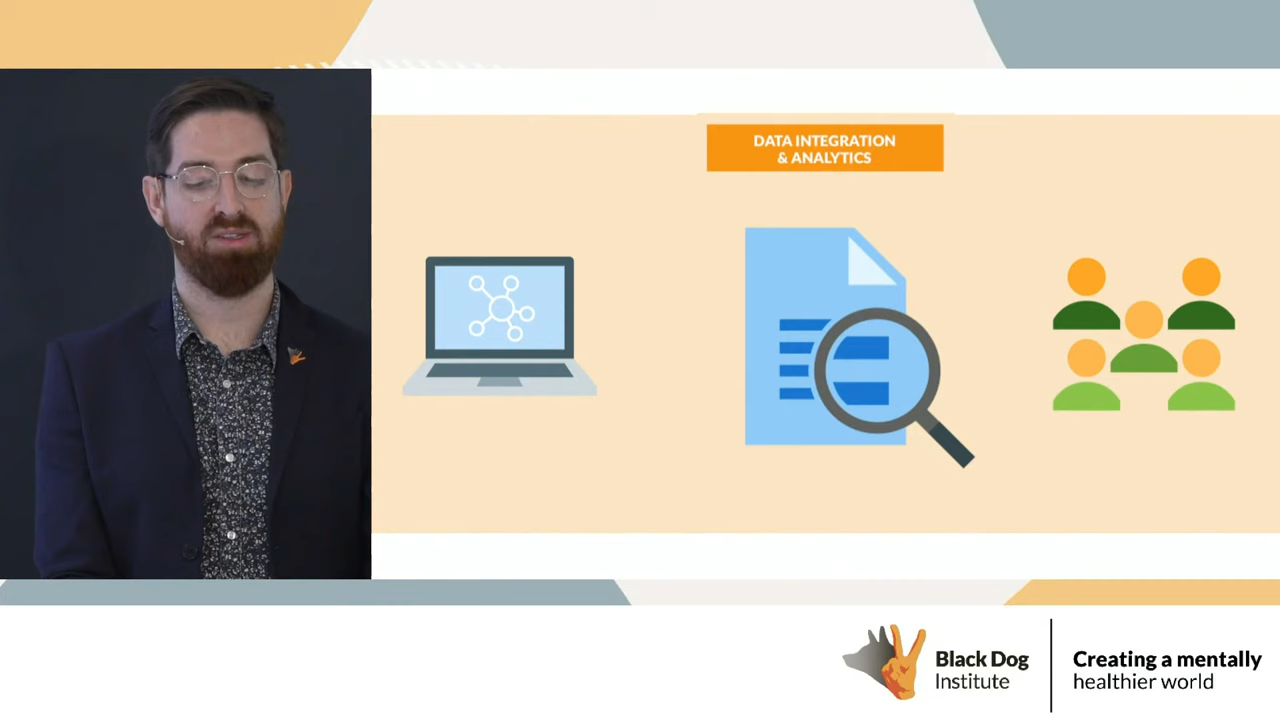 DATA INTEGRATION
& ANALYTICS
Black Dog
Institute
Creating a mentally
healthier world